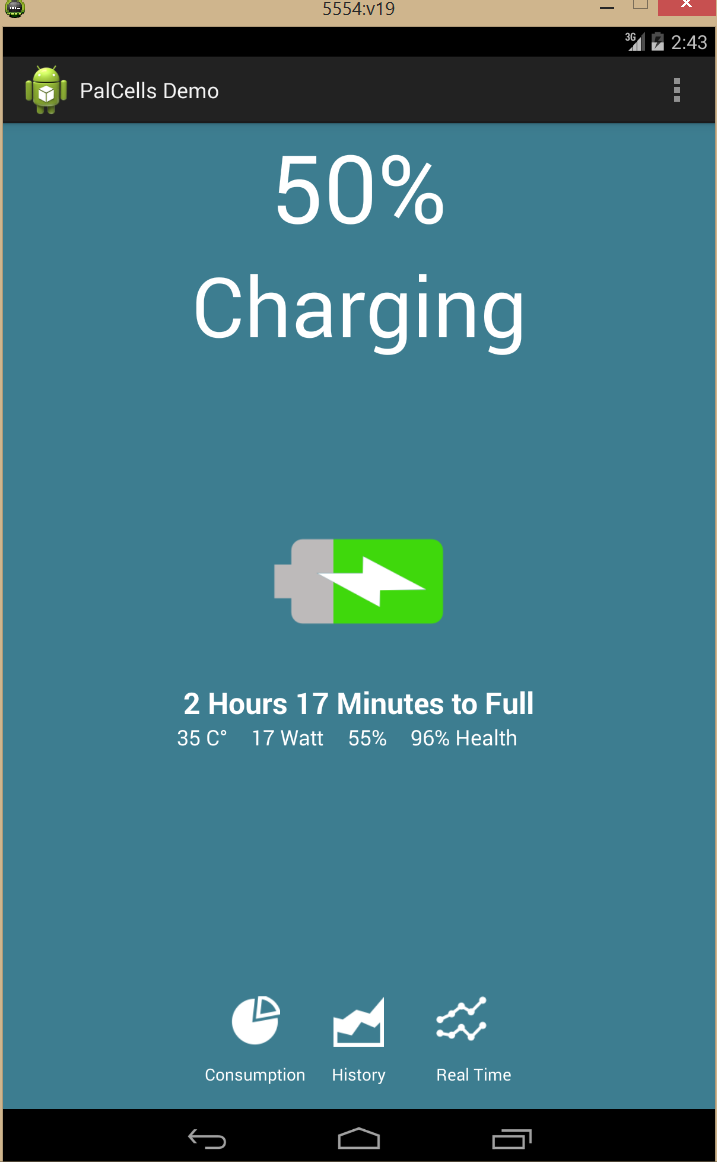 5554:v19
3G 2:43
PalCells Demo
50%
Charging
2 Hours 17 Minutes to Full
35 C° 17 Watt 55% 96% Health
Consumption History Real Time